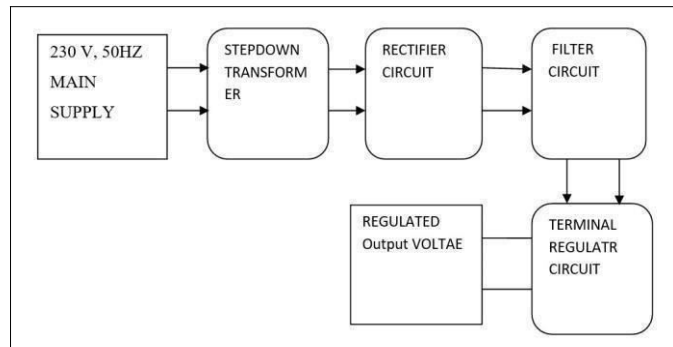 230 V, 50HZ
MAIN
SUPPLY
STEPDOWN
TRANSFORM
ER
RECTIFIER
CIRCUIT
FILTER
CIRCUIT
REGULATED
Output VOLTAE
TERMINAL
REGULATR
CIRCUIT